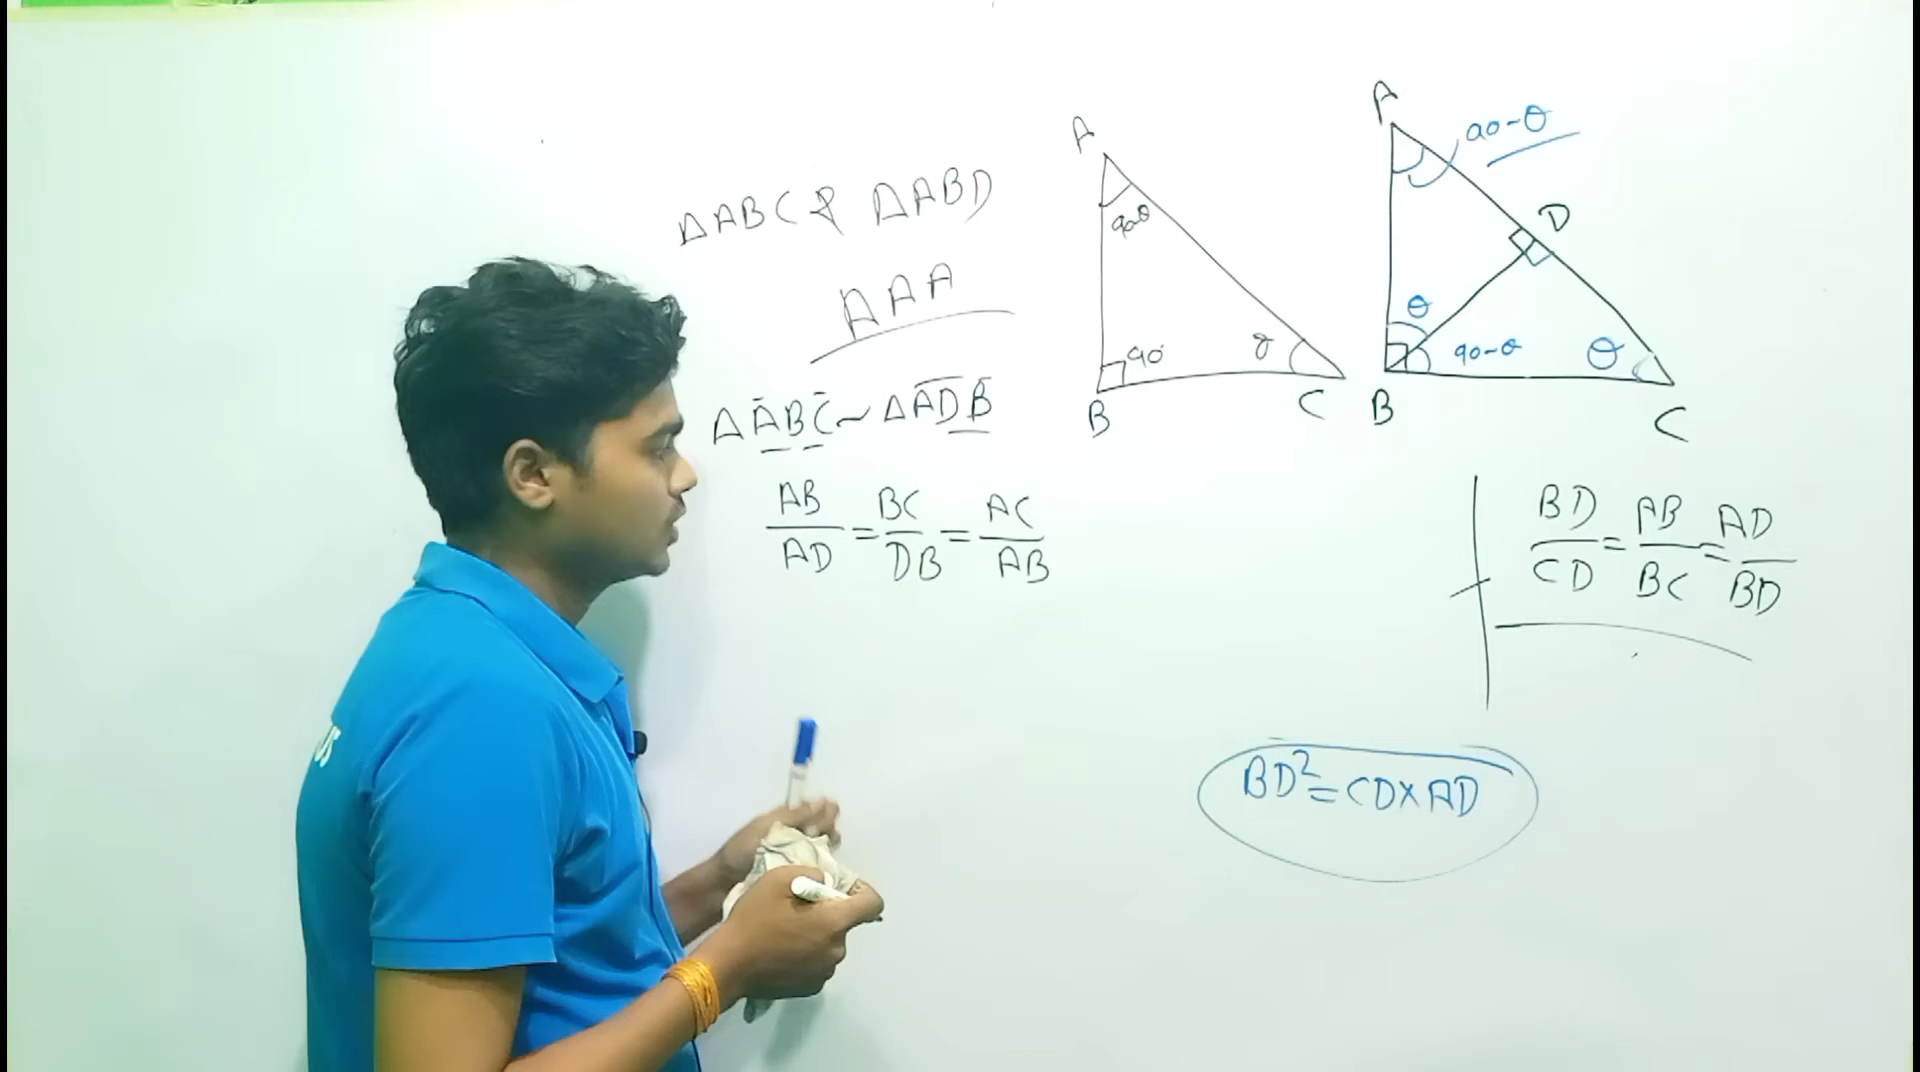 ΔABC & ΔABD
AAA
ΔABC ~ ΔADB
AB/AD = BC/DB = AC/AB
A
90-θ
90°
θ
B
C
A
90-θ
D
θ
90-θ
θ
B
C
BD/CD = AB/BC = AD/BD
BD² = CD×AD
US